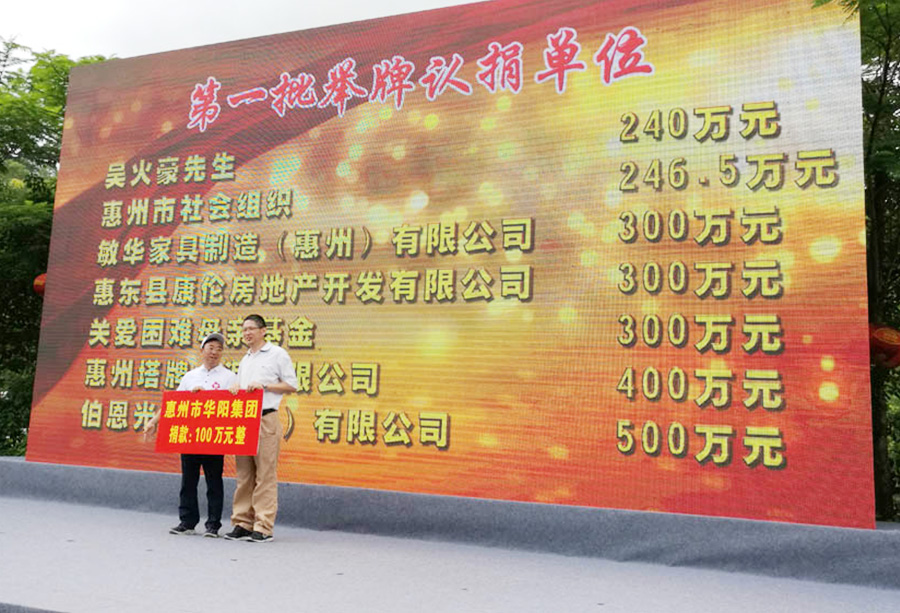 第一批举牌认捐单位
吴火豪先生 240万元
惠州市社会组织 246.5万元
敏华家具制造（惠州）有限公司 300万元
惠东县康伦房地产开发有限公司 300万元
关爱困难母亲基金 300万元
惠州塔牌 有限公司 400万元
伯恩光 ）有限公司 500万元
惠州市华阳集团
捐款：100万元整